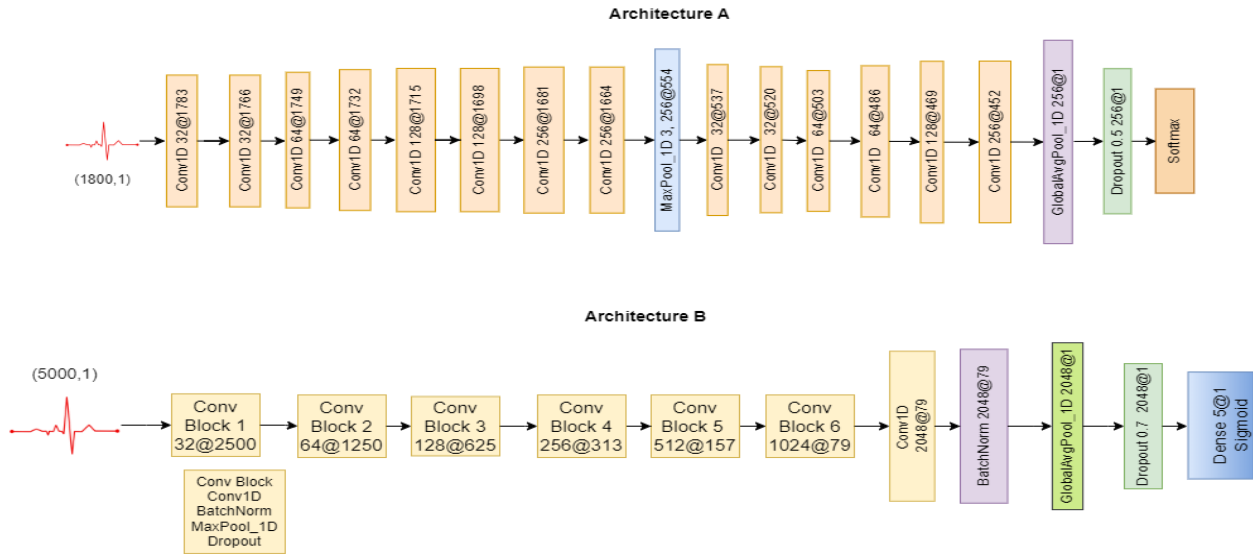 Architecture A
(1800,1)
Conv1D 32@1783
Conv1D 32@1766
Conv1D 64@1749
Conv1D 64@1732
Conv1D 128@1715
Conv1D 128@1698
Conv1D 256@1681
Conv1D 256@1664
MaxPool_1D 3, 256@554
Conv1D 32@537
Conv1D 32@520
Conv1D 64@503
Conv1D 64@486
Conv1D 128@469
Conv1D 256@452
GlobalAvgPool_1D 256@1
Dropout 0.5 256@1
Softmax
Architecture B
(5000,1)
Conv
Block 1
32@2500
Conv
Block 2
64@1250
Conv
Block 3
128@625
Conv
Block 4
256@313
Conv
Block 5
512@157
Conv
Block 6
1024@79
Conv1D
2048@79
BatchNorm 2048@79
GlobalAvgPool_1D 2048@1
Dropout 0.7 2048@1
Dense 5@1
Sigmoid
Conv Block
Conv1D
BatchNorm
MaxPool_1D
Dropout